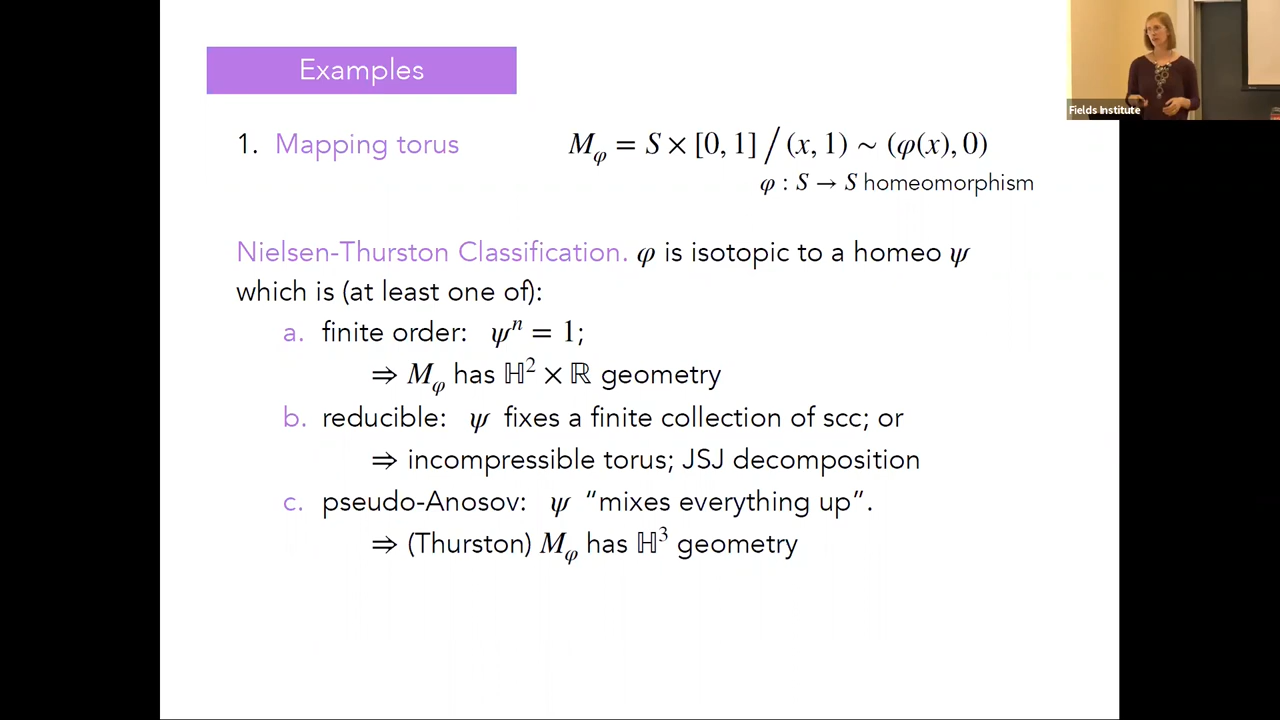 Examples
1. Mapping torus M_φ = S × [0, 1] / (x, 1) ~ (φ(x), 0)
φ : S → S homeomorphism
Nielsen-Thurston Classification. φ is isotopic to a homeo ψ
which is (at least one of):
a. finite order: ψⁿ = 1;
⇒ M_φ has ℍ² × ℝ geometry
b. reducible: ψ fixes a finite collection of scc; or
⇒ incompressible torus; JSJ decomposition
c. pseudo-Anosov: ψ “mixes everything up”.
⇒ (Thurston) M_φ has ℍ³ geometry
Fields Institute